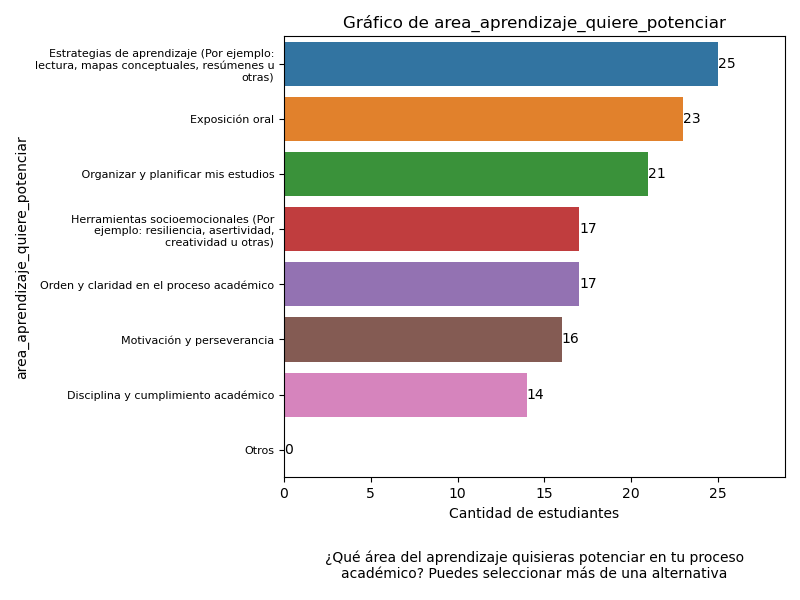 Gráfico de area_aprendizaje_quiere_potenciar
area_aprendizaje_quiere_potenciar
Estrategias de aprendizaje (Por ejemplo:
lectura, mapas conceptuales, resúmenes u
otras)
25
Exposición oral
23
Organizar y planificar mis estudios
21
Herramientas socioemocionales (Por
ejemplo: resiliencia, asertividad,
creatividad u otras)
17
Orden y claridad en el proceso académico
17
Motivación y perseverancia
16
Disciplina y cumplimiento académico
14
Otros
0
0 5 10 15 20 25
Cantidad de estudiantes
¿Qué área del aprendizaje quisieras potenciar en tu proceso
académico? Puedes seleccionar más de una alternativa